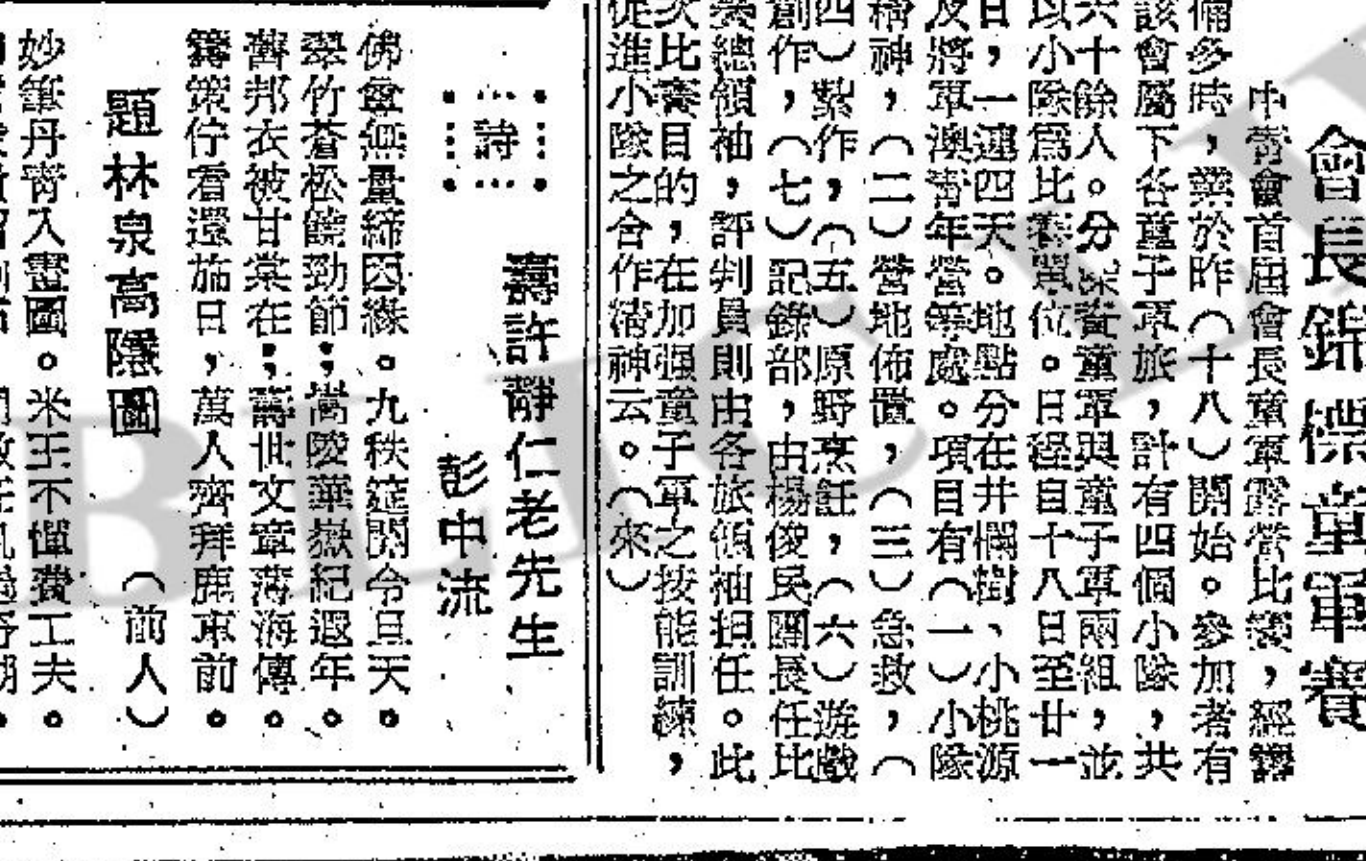 會長錦標童軍賽
中青會首屆會長童軍露營比賽，經籌
備多時，業於昨（十八）開始。參加者有
該會屬下各童子軍旅，計有四個小隊，共
六十餘人。分深資童軍與童子軍兩組，並
以小隊爲比賽單位。日程自十八日至廿一
日，一連四天。地點分在井欄樹、小桃源
及將軍澳青年營等處。項目有（一）小隊
精神，（二）營地佈置，（三）急救，（
四）紮作，（五）原野烹飪，（六）游戲
創作，（七）記錄部，由楊俊民團長任比
賽總領袖，評判員則由各旅領袖担任。此
次比賽目的，在加强童子軍之技能訓練，
促進小隊之合作精神云。（來）
詩
壽許靜仁老先生
彭中流
佛會無量締因緣。九秩筵開令旦天。
翠竹蒼松饒勁節；嵩陵華嶽紀遐年。
舊邦衣被甘棠在；壽世文章薄海傳。
籌策佇看還施日，萬人齊拜鹿車前。
題林泉高隱圖　（前人）
妙筆丹青入畫圖。米王不憚費工夫。